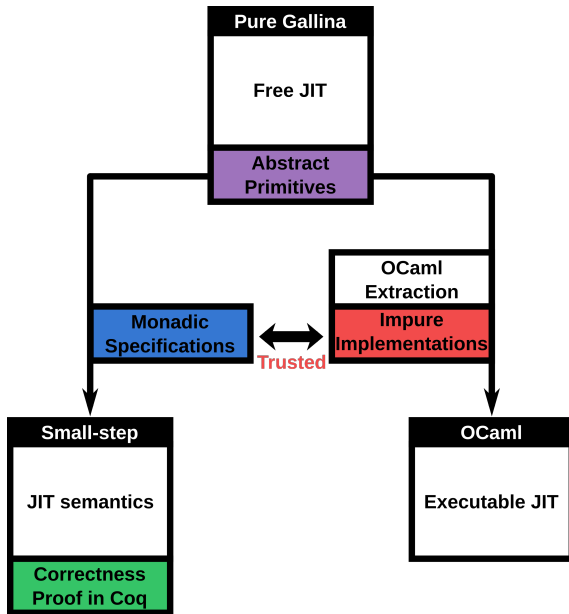 Pure Gallina
Free JIT
Abstract
Primitives
OCaml
Extraction
Monadic
Specifications
Impure
Implementations
Trusted
Small-step
JIT semantics
Correctness
Proof in Coq
OCaml
Executable JIT